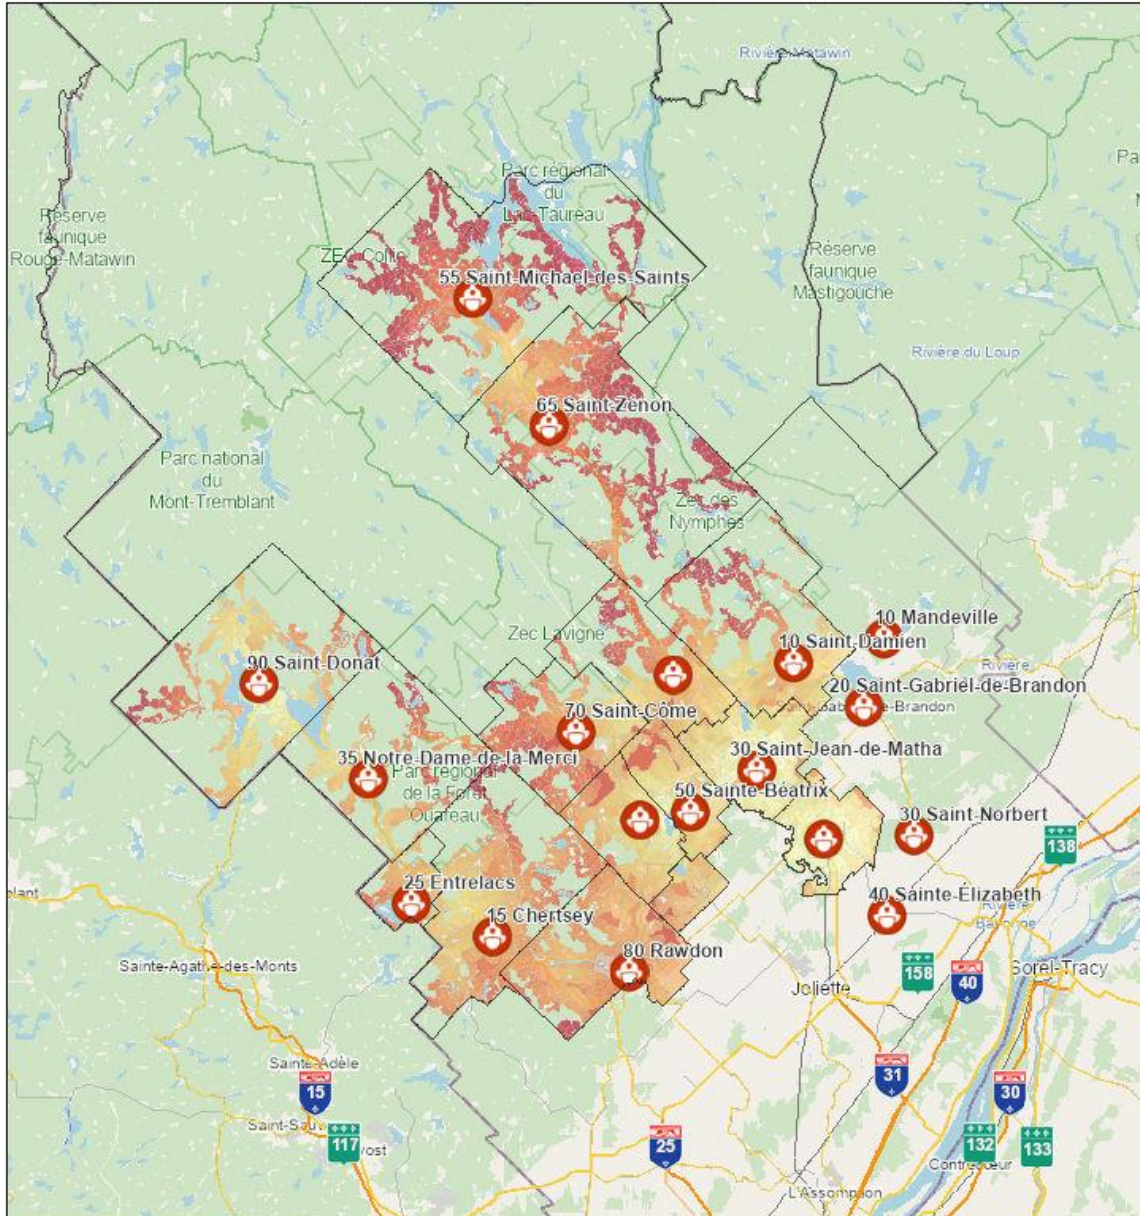 Rivière Matawin
Parc régional
du
Lac-Taureau
Réserve
faunique
Rouge-Matawin
ZEC Collin
Réserve
faunique
Mastigouche
55 Saint-Michael-des-Saints
Rivière du Loup
65 Saint-Zenon
Parc national
du
Mont-Tremblant
Zec des
Nymphes
10 Mandeville
Zec Lavigne
10 Saint-Damien
90 Saint-Donat
Rivière
20 Saint-Gabriel-de-Brandon
70 Saint-Côme
30 Saint-Jean-de-Matha
35 Notre-Dame-de-la-Merci
Parc régional
de la Forêt
Ouareau
50 Sainte-Béatrix
30 Saint-Norbert
138
25 Entrelacs
40 Sainte-Élizabeth
Rivière
15 Chertsey
80 Rawdon
Sainte-Agathe-des-Monts
158
Sorel-Tracy
40
Joliette
Sainte-Adèle
31
15
30
117
25
132
133
Contrecœur
L'Assomption